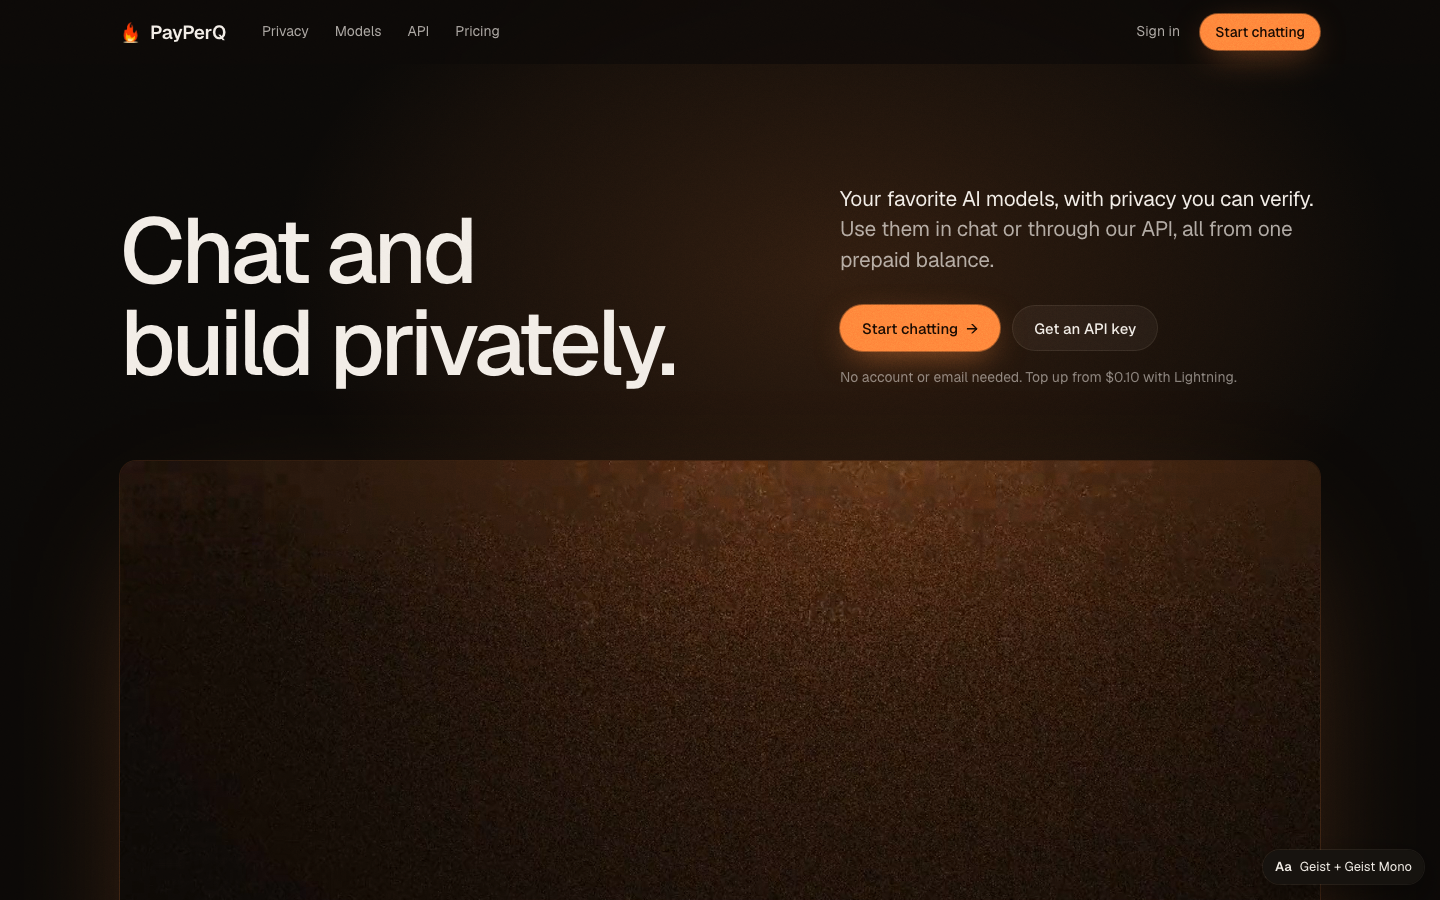 PayPerQ
Privacy
Models
API
Pricing
Sign in
Start chatting
Chat and
build privately.
Your favorite AI models, with privacy you can verify.
Use them in chat or through our API, all from one
prepaid balance.
Start chatting →
Get an API key
No account or email needed. Top up from $0.10 with Lightning.
Aa Geist + Geist Mono